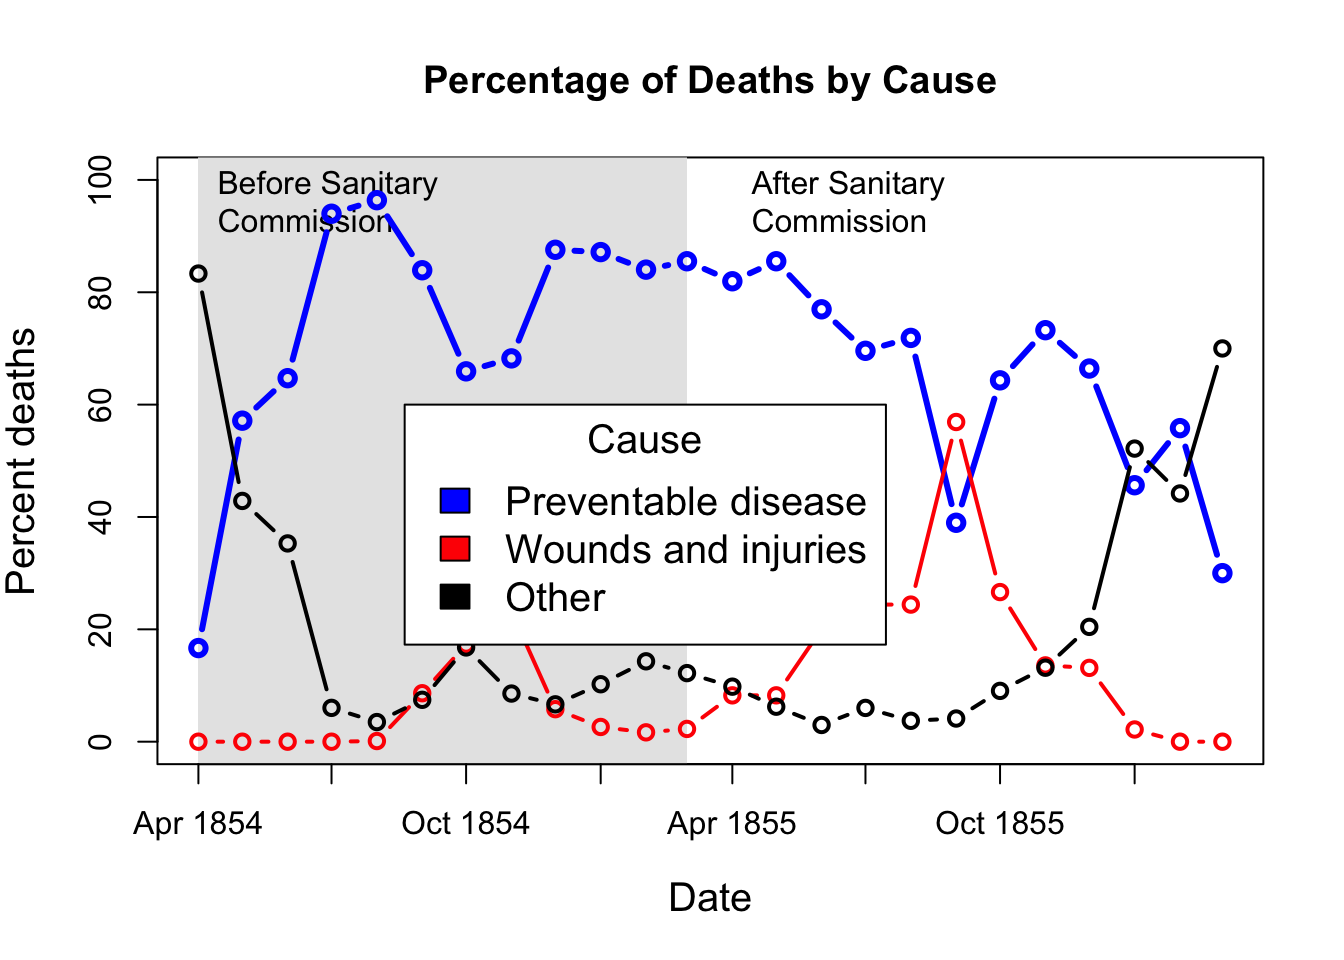 Percentage of Deaths by Cause
Before Sanitary
Commission
After Sanitary
Commission
Percent deaths
100
80
60
40
20
0
Cause
Preventable disease
Wounds and injuries
Other
Apr 1854
Oct 1854
Apr 1855
Oct 1855
Date